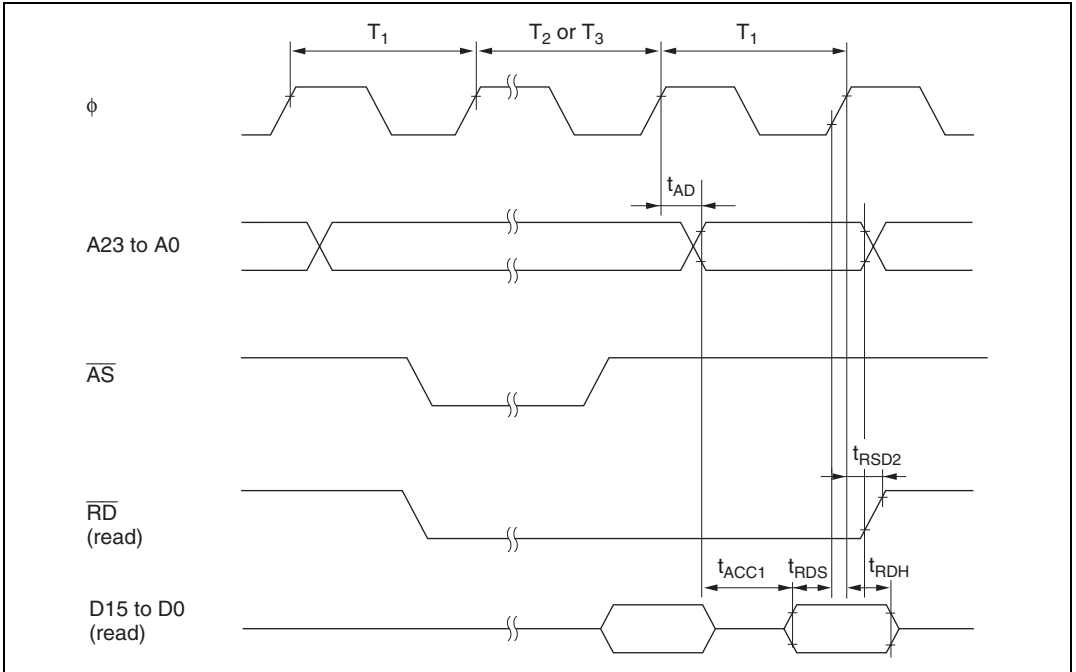 T1 T2 or T3 T1
φ
tAD
A23 to A0
AS
tRSD2
RD
(read)
tACC1 tRDS tRDH
D15 to D0
(read)